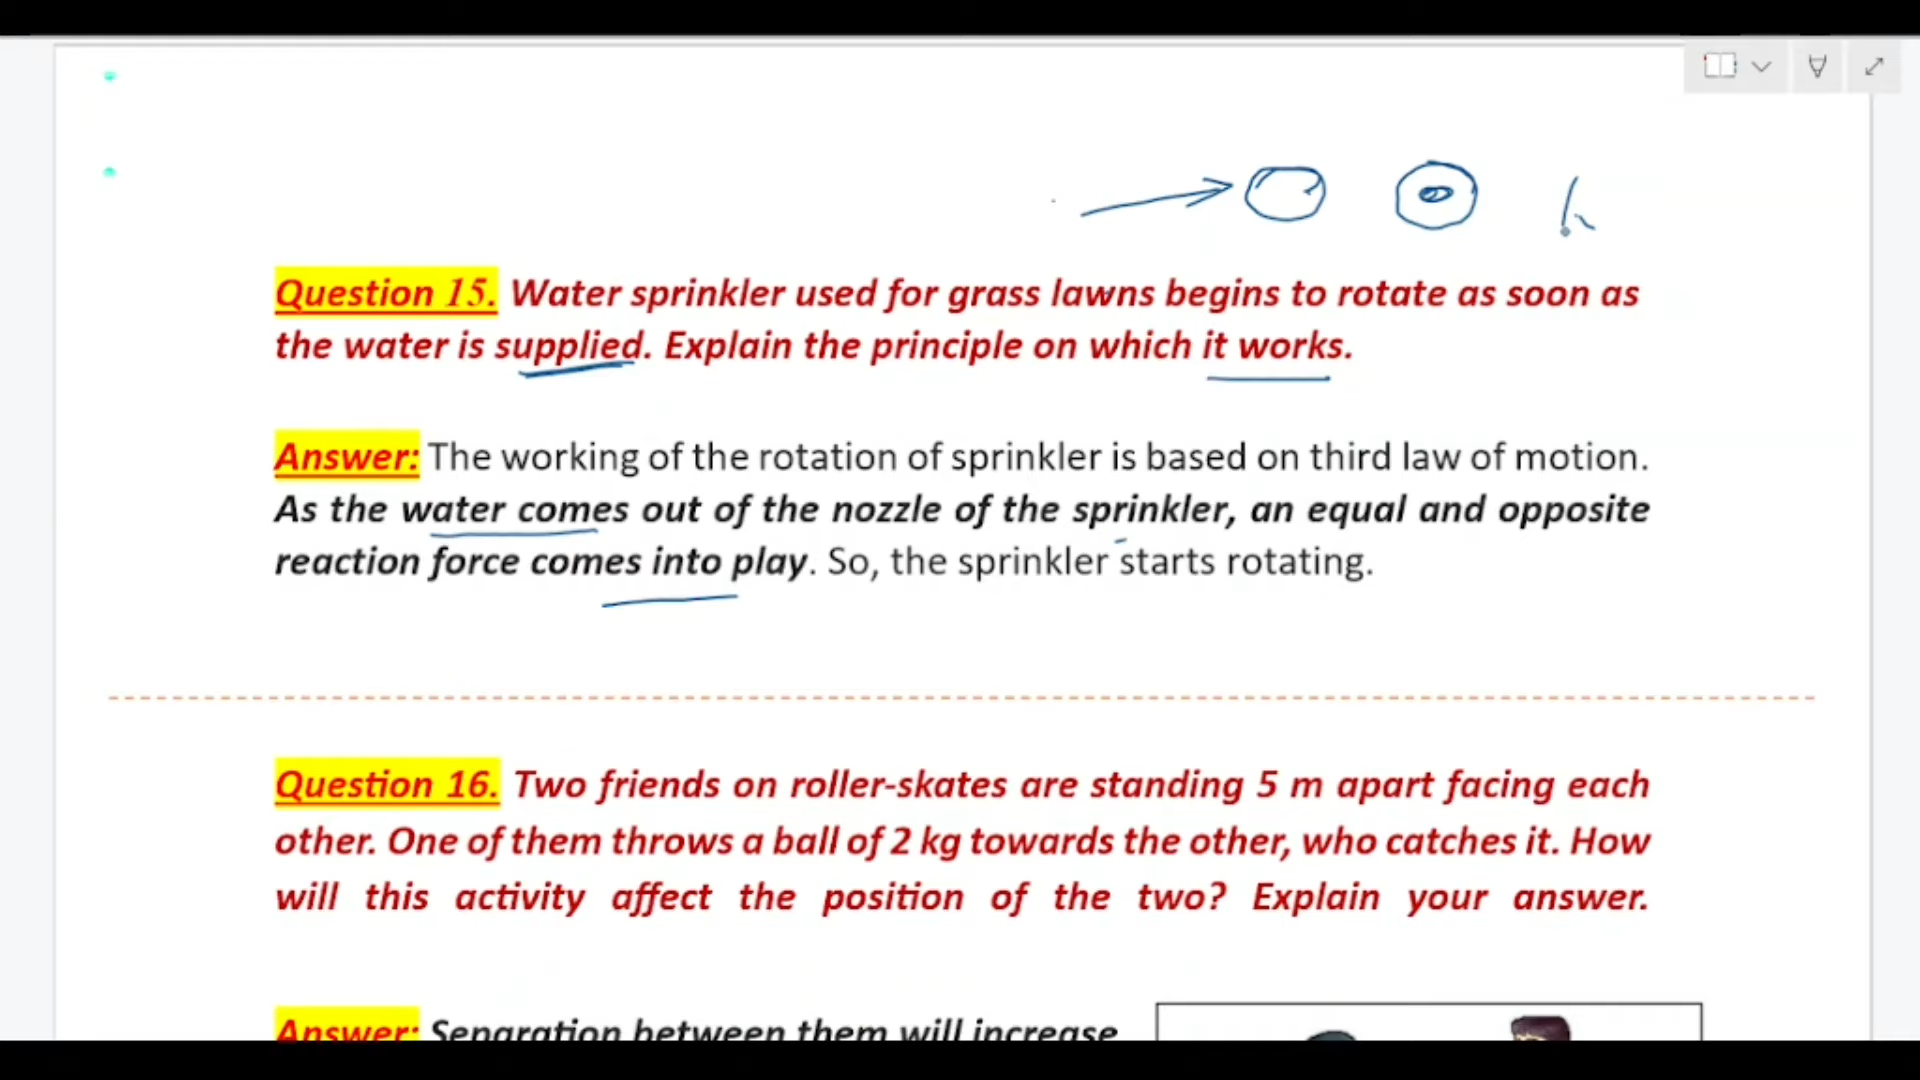 Question 15. Water sprinkler used for grass lawns begins to rotate as soon as
the water is supplied. Explain the principle on which it works.
Answer: The working of the rotation of sprinkler is based on third law of motion.
As the water comes out of the nozzle of the sprinkler, an equal and opposite
reaction force comes into play. So, the sprinkler starts rotating.
Question 16. Two friends on roller-skates are standing 5 m apart facing each
other. One of them throws a ball of 2 kg towards the other, who catches it. How
will this activity affect the position of the two? Explain your answer.
Answer: Separation between them will increase